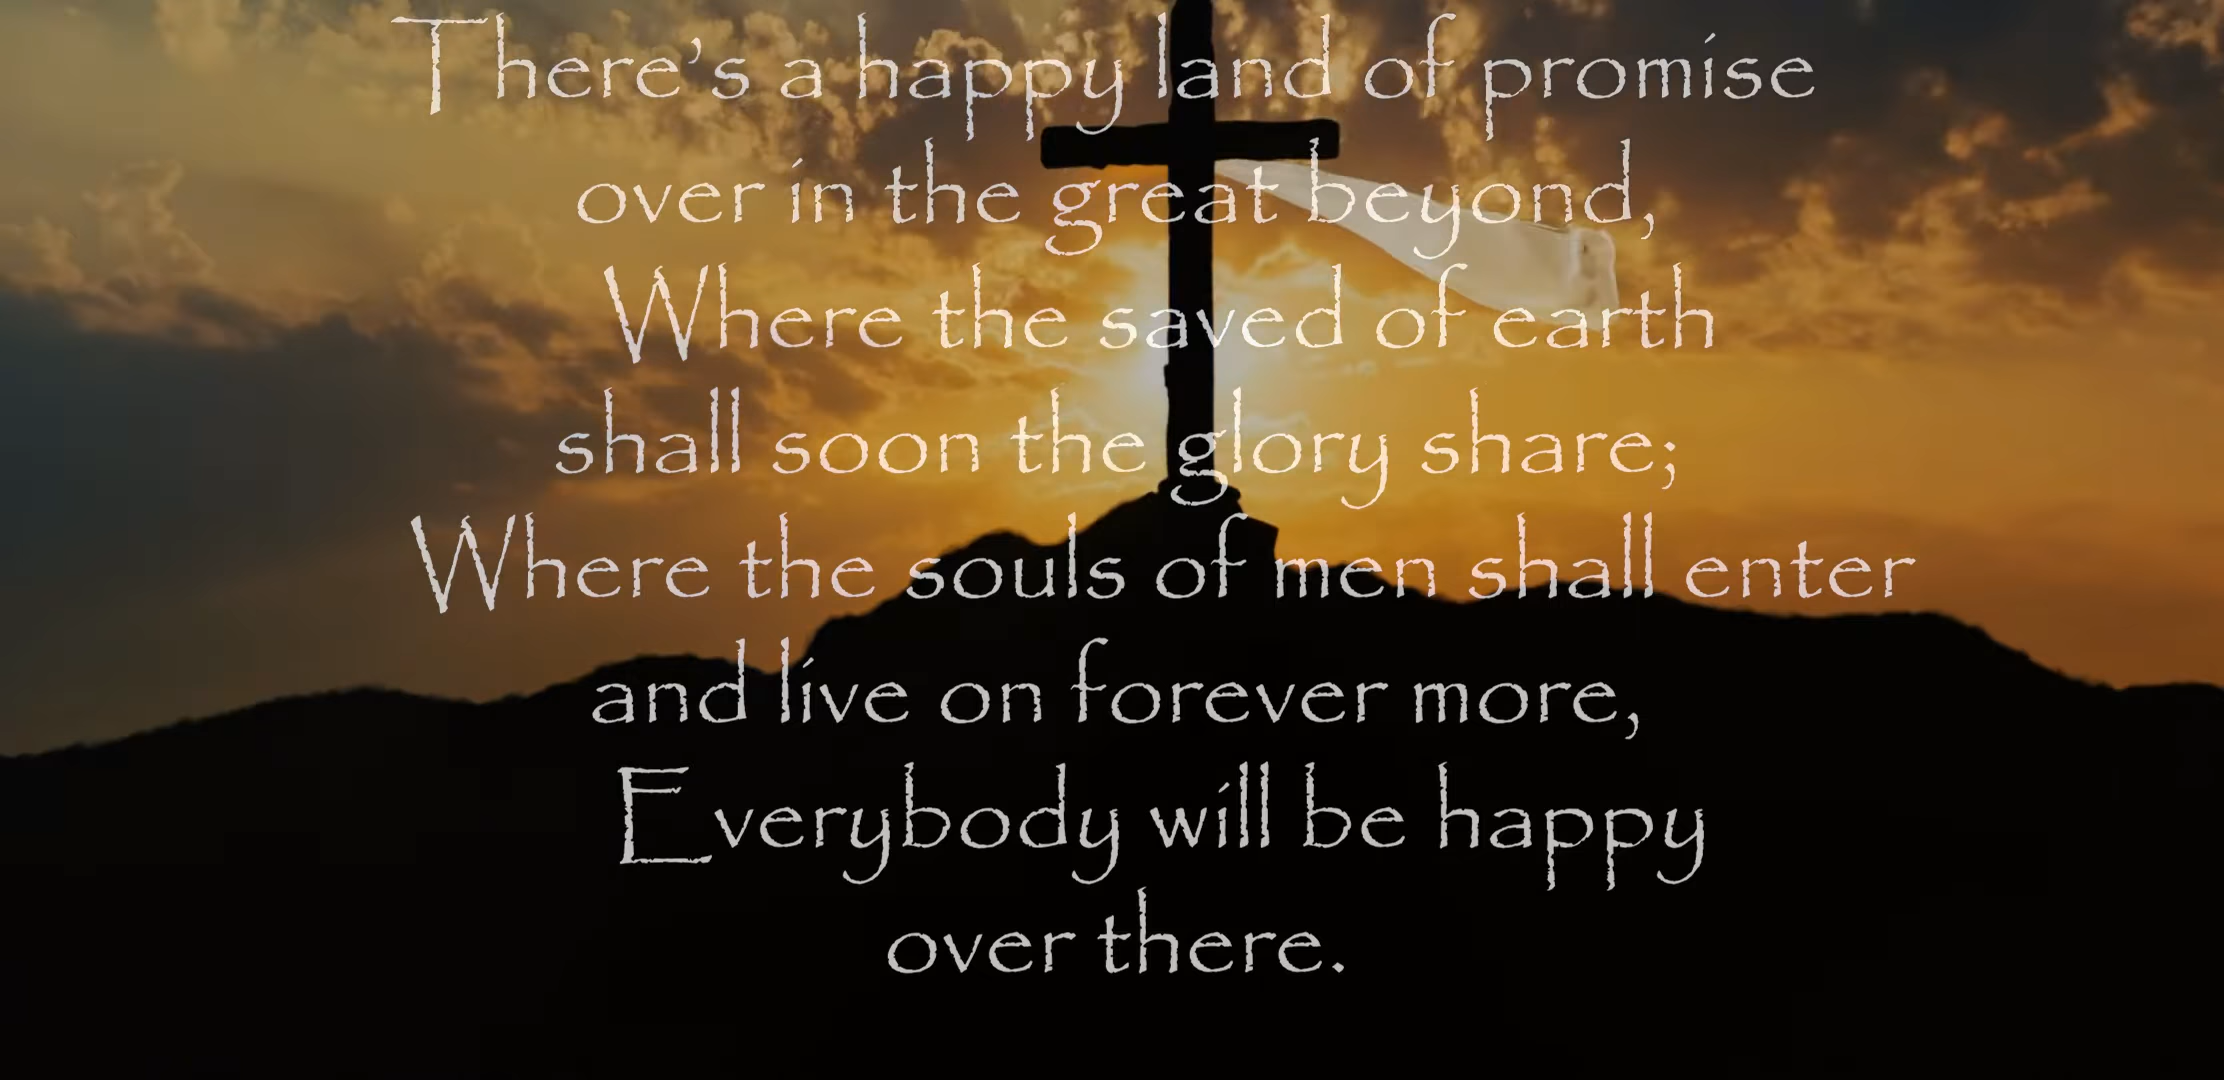 There’s a happy land of promise
over in the great beyond,
Where the saved of earth
shall soon the glory share;
Where the souls of men shall enter
and live on forever more,
Everybody will be happy
over there.